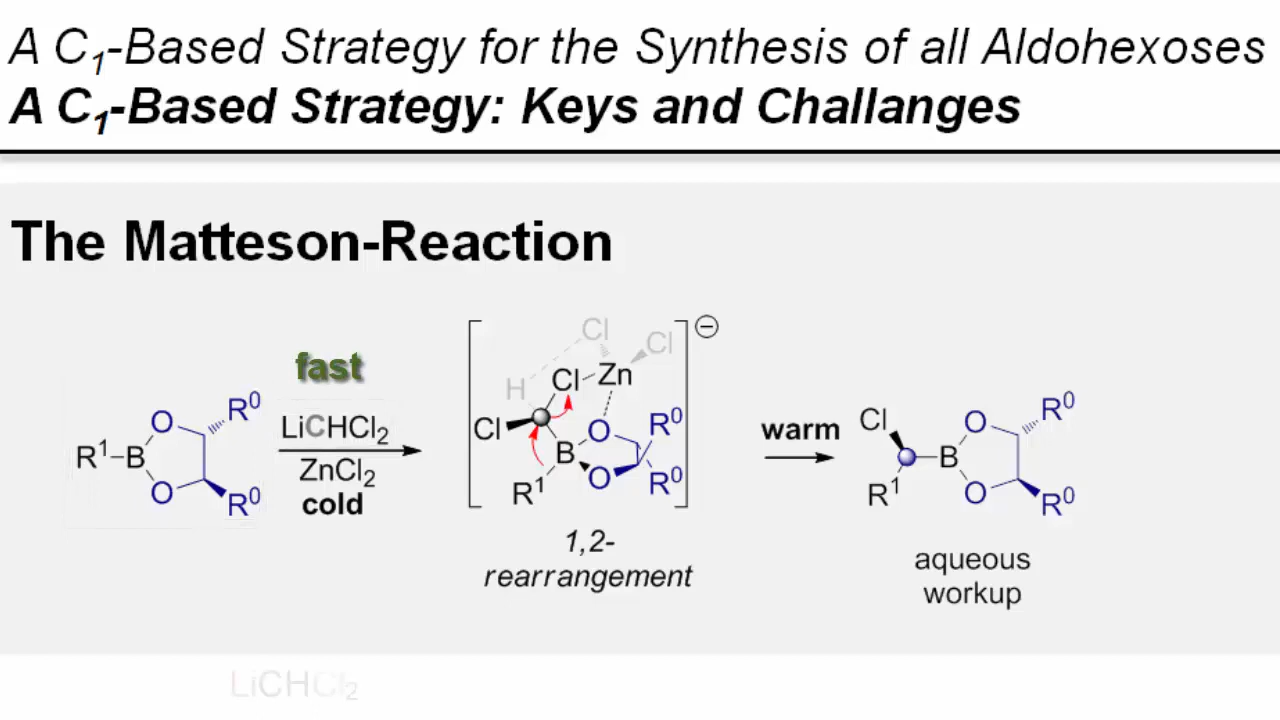 A C₁-Based Strategy for the Synthesis of all Aldohexoses
A C₁-Based Strategy: Keys and Challanges
The Matteson-Reaction
R¹–B
O
O
R⁰
R⁰
fast
LiCHCl₂
ZnCl₂
cold
Cl
Cl
H
Cl
Zn
Cl
O
R⁰
B
O
R⁰
R¹
⊖
1,2-
rearrangement
warm
Cl
O
R⁰
B
R¹
O
R⁰
aqueous
workup
LiCHCl₂